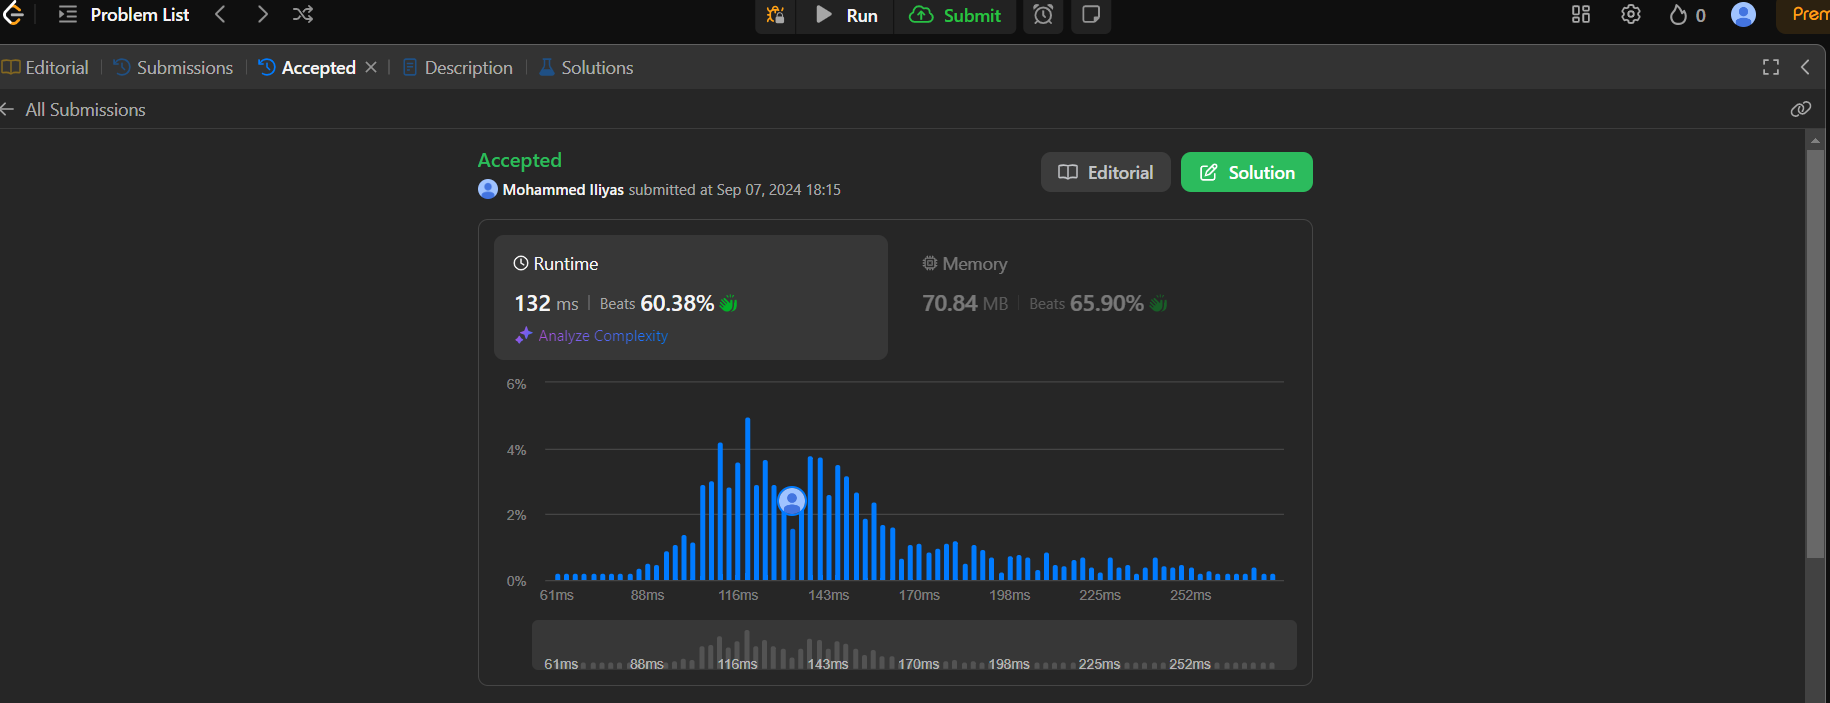 Problem List Run Submit 0 Prem
Editorial Submissions Accepted Description Solutions
All Submissions
Accepted
Mohammed Iliyas submitted at Sep 07, 2024 18:15
Editorial Solution
Runtime
132 ms | Beats 60.38%
Analyze Complexity
Memory
70.84 MB | Beats 65.90%
6%
4%
2%
0%
61ms 88ms 116ms 143ms 170ms 198ms 225ms 252ms
61ms 88ms 116ms 143ms 170ms 198ms 225ms 252ms